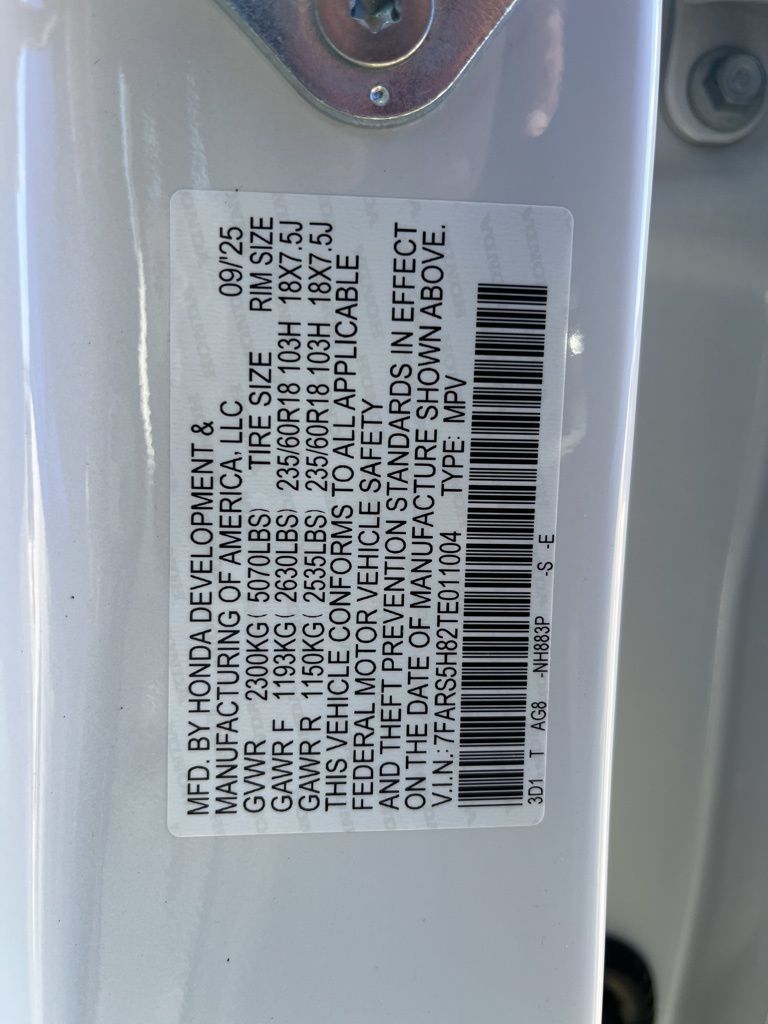 MFD. BY HONDA DEVELOPMENT &
MANUFACTURING OF AMERICA, LLC 09/'25
GVWR 2300KG ( 5070LBS) TIRE SIZE RIM SIZE
GAWR F 1193KG ( 2630LBS) 235/60R18 103H 18X7.5J
GAWR R 1150KG ( 2535LBS) 235/60R18 103H 18X7.5J
THIS VEHICLE CONFORMS TO ALL APPLICABLE
FEDERAL MOTOR VEHICLE SAFETY
AND THEFT PREVENTION STANDARDS IN EFFECT
ON THE DATE OF MANUFACTURE SHOWN ABOVE.
V.I.N.: 7FARS5H82TE011004 TYPE: MPV
3D1 T AG8 -NH883P -S -E